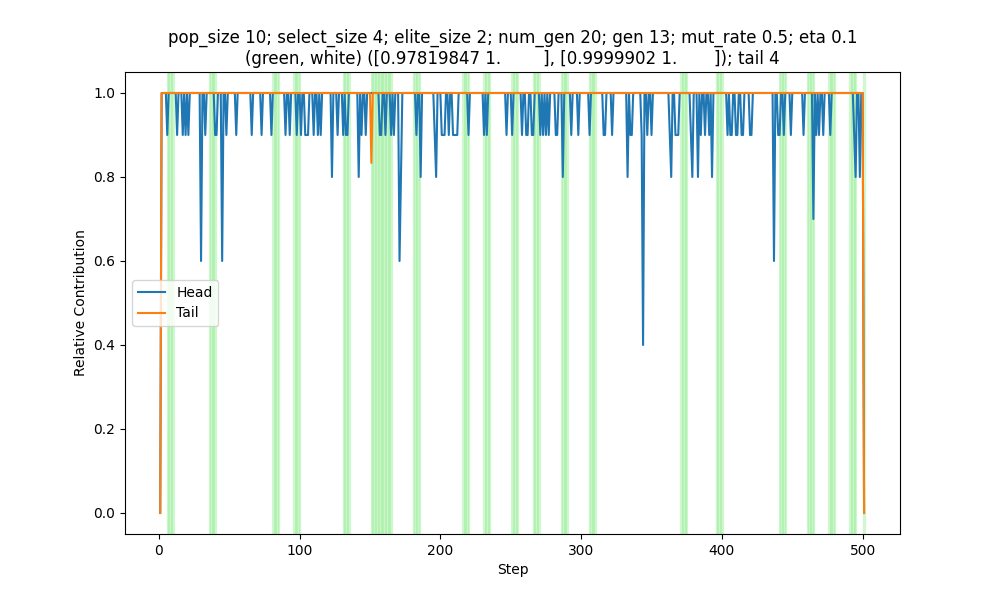 pop_size 10; select_size 4; elite_size 2; num_gen 20; gen 13; mut_rate 0.5; eta 0.1
(green, white) ([0.97819847 1.        ], [0.9999902 1.        ]); tail 4
1.0
0.8
0.6
0.4
0.2
0.0
Relative Contribution
Head
Tail
0
100
200
300
400
500
Step